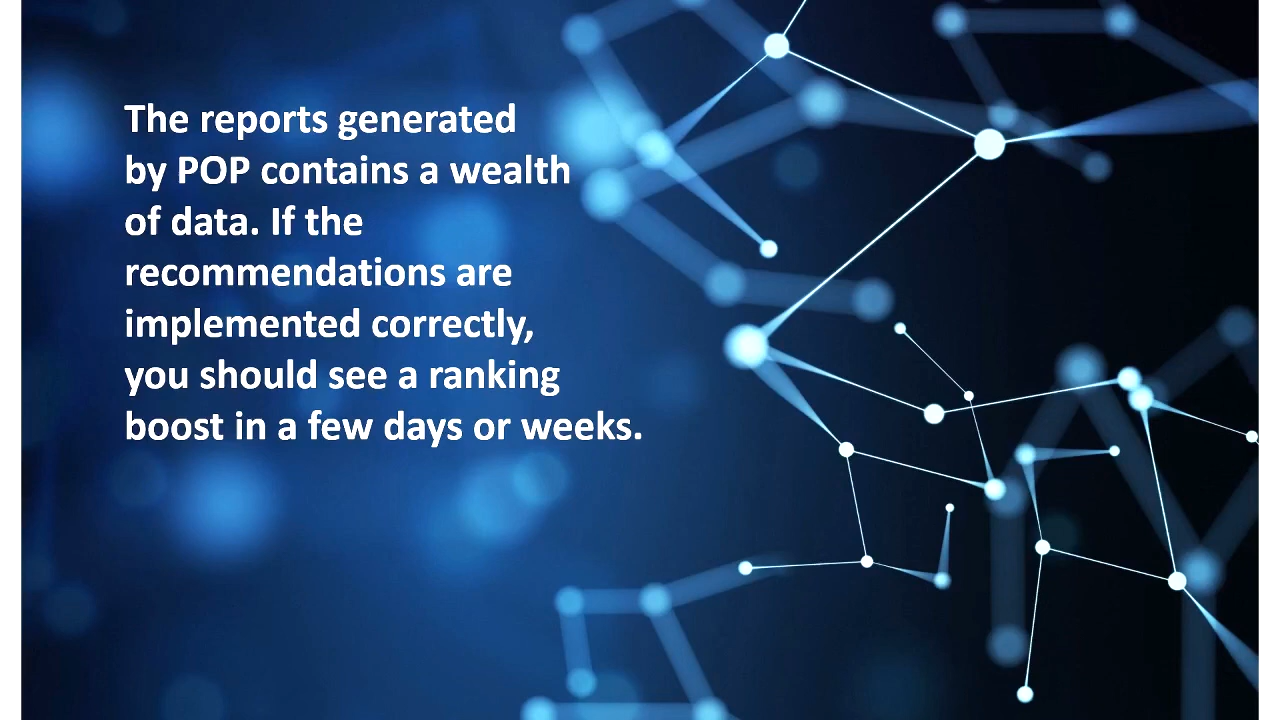 The reports generated
by POP contains a wealth
of data. If the
recommendations are
implemented correctly,
you should see a ranking
boost in a few days or weeks.